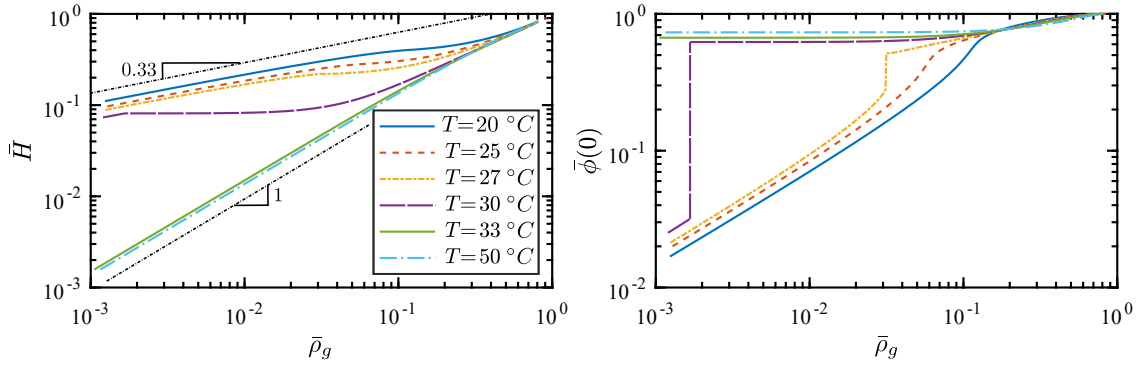 10^0
10^-1
10^-2
10^-3
H̄
0.33
1
T=20 °C
T=25 °C
T=27 °C
T=30 °C
T=33 °C
T=50 °C
10^-3 10^-2 10^-1 10^0
ρ̄_g
10^0
10^-1
10^-2
φ̄(0)
10^-3 10^-2 10^-1 10^0
ρ̄_g